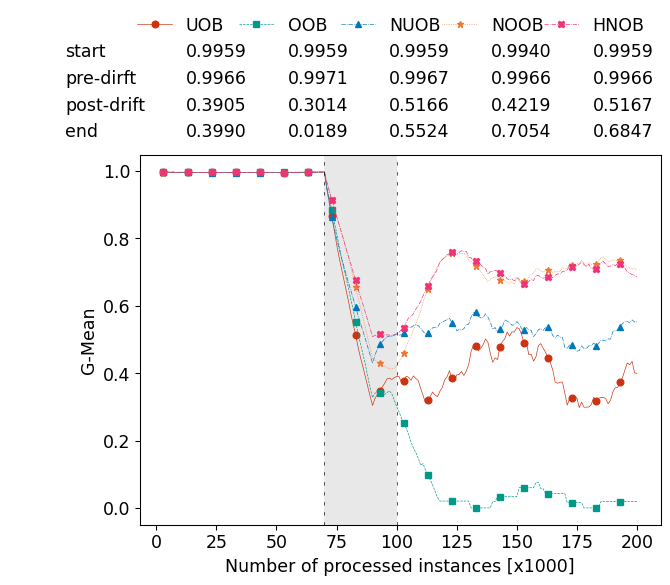 UOB OOB NUOB NOOB HNOB
start 0.9959 0.9959 0.9959 0.9940 0.9959
pre-dirft 0.9966 0.9971 0.9967 0.9966 0.9966
post-drift 0.3905 0.3014 0.5166 0.4219 0.5167
end 0.3990 0.0189 0.5524 0.7054 0.6847
1.0
0.8
0.6
0.4
0.2
0.0
G-Mean
0 25 50 75 100 125 150 175 200
Number of processed instances [x1000]